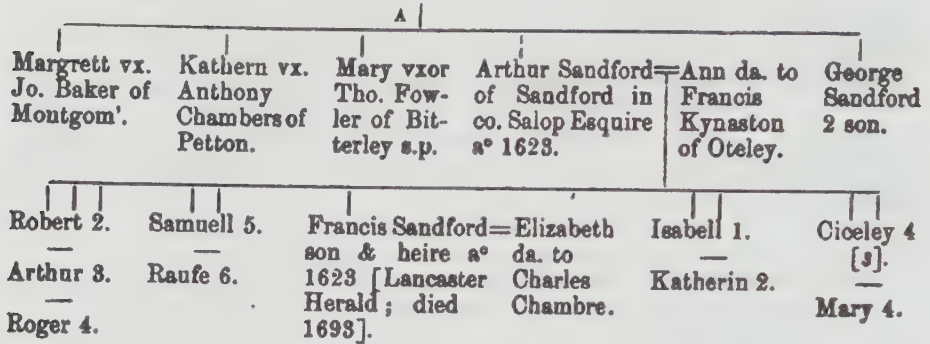 A
Margrett vx.
Jo. Baker of
Montgom'.
Kathern vx.
Anthony
Chambers of
Petton.
Mary vxor
Tho. Fow-
ler of Bit-
terley s.p.
Arthur Sandford=Ann da. to
of Sandford in Francis
co. Salop Esquire Kynaston
aº 1623. of Oteley.
George
Sandford
2 son.
Robert 2.
Arthur 3.
Roger 4.
Samuell 5.
Raufe 6.
Francis Sandford=Elizabeth
son & heire aº da. to
1623 [Lancaster Charles
Herald; died Chambre.
1693].
Isabell 1.
Katherin 2.
Ciceley 4
[3].
Mary 4.